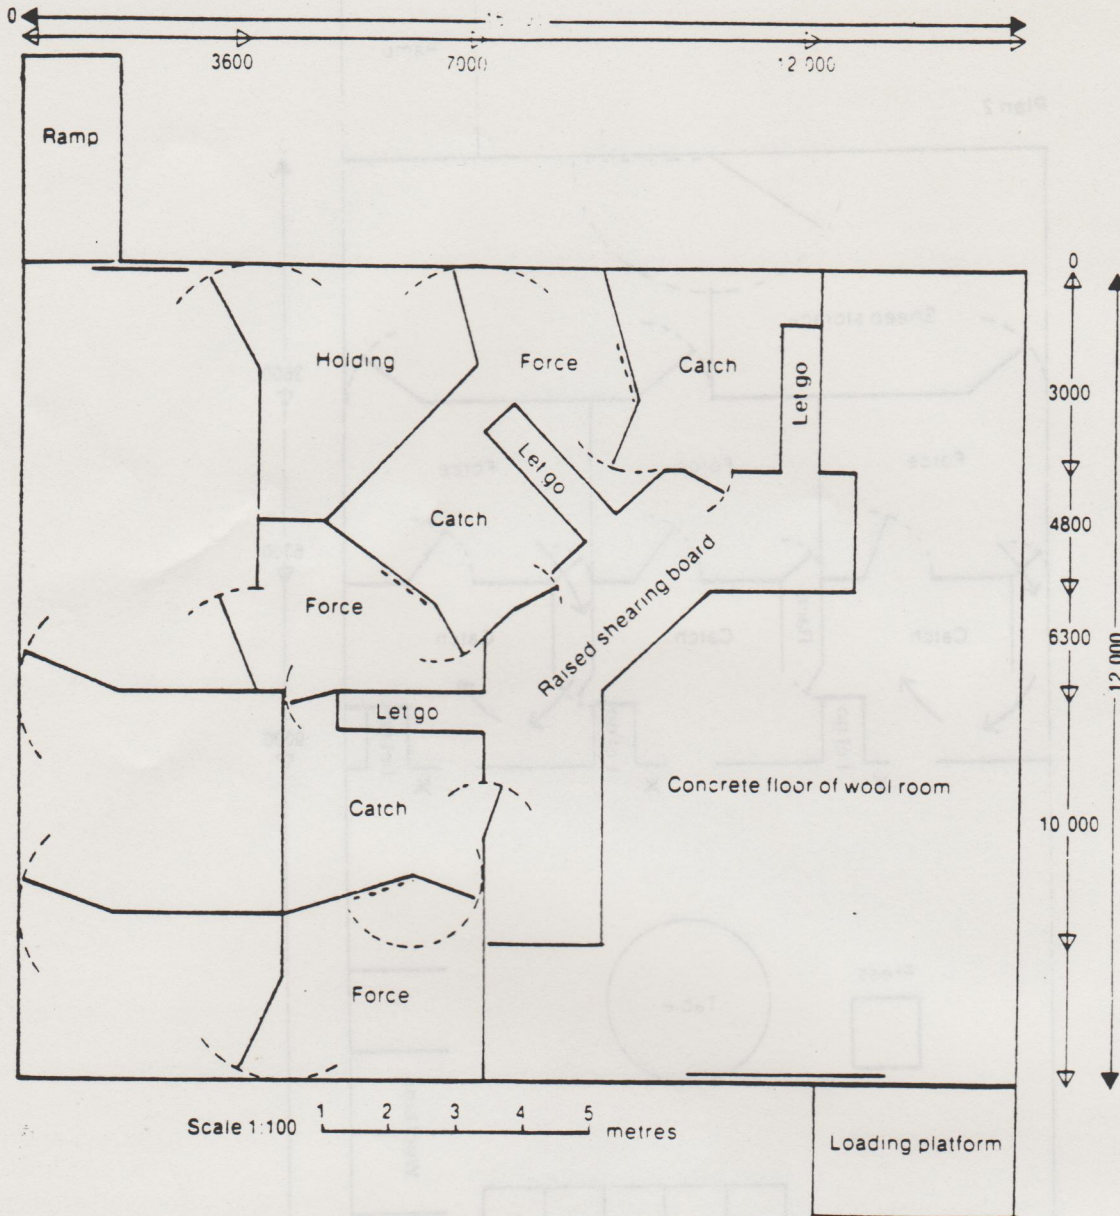 0
3600
7000
12 000
Ramp
0
Holding
Force
Catch
Let go
3000
Let go
Catch
4800
Raised shearing board
Force
6300
12 000
Let go
Concrete floor of wool room
Catch
10 000
Force
Scale 1:100
1 2 3 4 5
metres
Loading platform